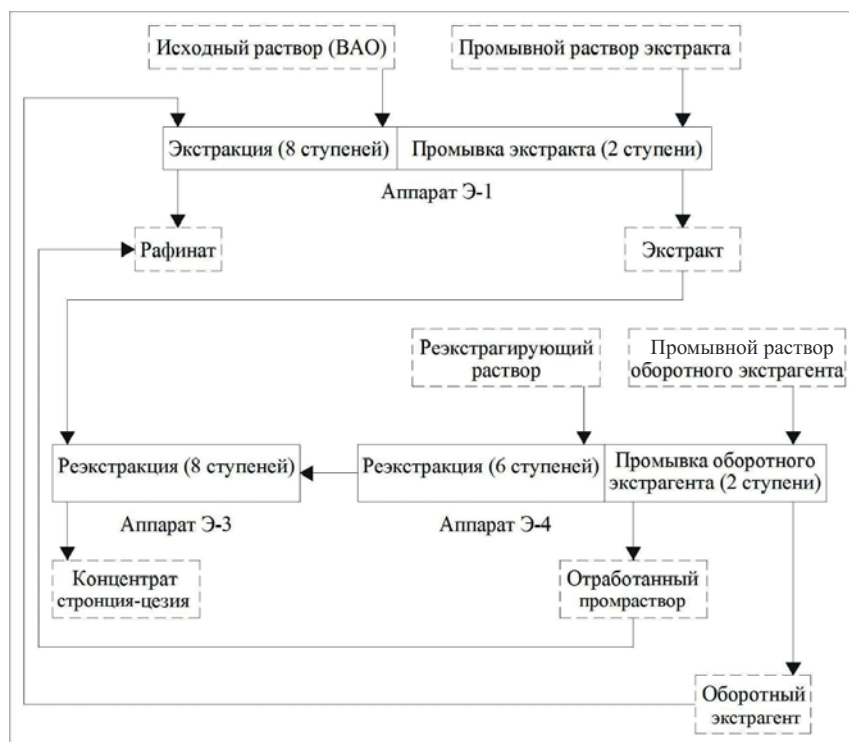 Исходный раствор (ВАО)
Промывной раствор экстракта
Экстракция (8 ступеней)
Промывка экстракта (2 ступени)
Аппарат Э-1
Рафинат
Экстракт
Реэкстрагирующий
раствор
Промывной раствор
оборотного экстрагента
Реэкстракция (8 ступеней)
Реэкстракция (6 ступеней)
Промывка оборотного
экстрагента (2 ступени)
Аппарат Э-3
Аппарат Э-4
Концентрат
стронция-цезия
Отработанный
промраствор
Оборотный
экстрагент